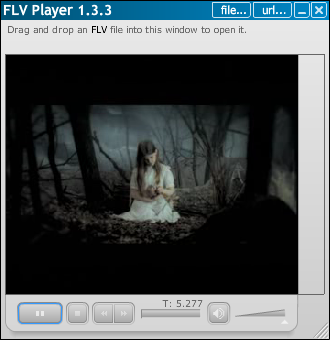 FLV Player 1.3.3 file... url...
Drag and drop an FLV file into this window to open it.
T: 5.277